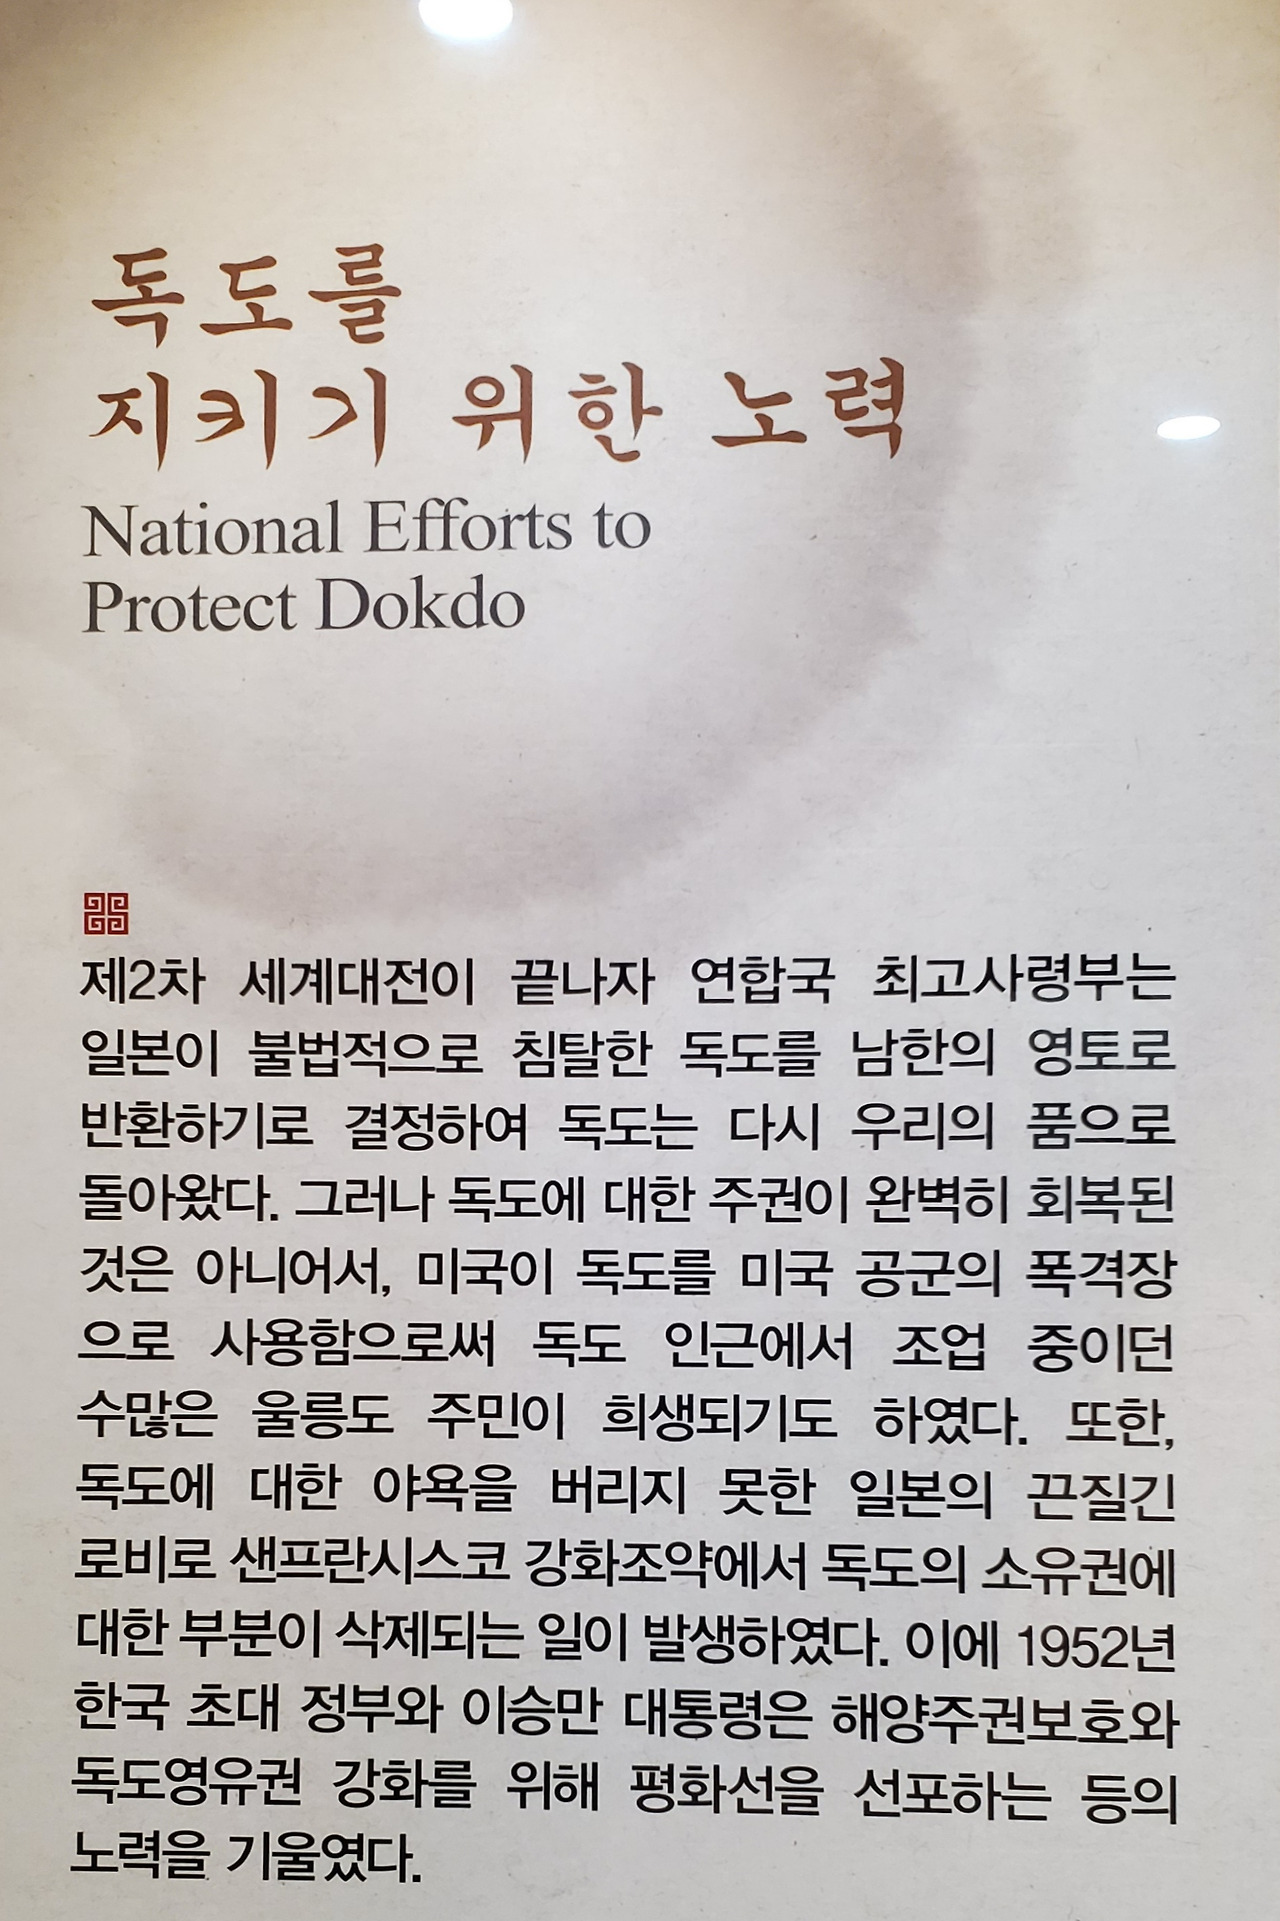 독도를
지키기 위한 노력
National Efforts to
Protect Dokdo
제2차 세계대전이 끝나자 연합국 최고사령부는
일본이 불법적으로 침탈한 독도를 남한의 영토로
반환하기로 결정하여 독도는 다시 우리의 품으로
돌아왔다. 그러나 독도에 대한 주권이 완벽히 회복된
것은 아니어서, 미국이 독도를 미국 공군의 폭격장
으로 사용함으로써 독도 인근에서 조업 중이던
수많은 울릉도 주민이 희생되기도 하였다. 또한,
독도에 대한 야욕을 버리지 못한 일본의 끈질긴
로비로 샌프란시스코 강화조약에서 독도의 소유권에
대한 부분이 삭제되는 일이 발생하였다. 이에 1952년
한국 초대 정부와 이승만 대통령은 해양주권보호와
독도영유권 강화를 위해 평화선을 선포하는 등의
노력을 기울였다.